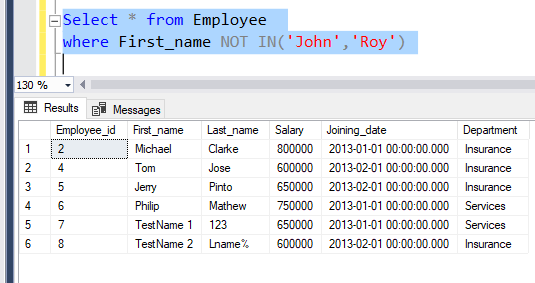 Select * from Employee
where First_name NOT IN('John','Roy')
130 %
Results Messages
Employee_id First_name Last_name Salary Joining_date Department
1 2 Michael Clarke 800000 2013-01-01 00:00:00.000 Insurance
2 4 Tom Jose 600000 2013-02-01 00:00:00.000 Insurance
3 5 Jerry Pinto 650000 2013-02-01 00:00:00.000 Insurance
4 6 Philip Mathew 750000 2013-01-01 00:00:00.000 Services
5 7 TestName 1 123 650000 2013-01-01 00:00:00.000 Services
6 8 TestName 2 Lname% 600000 2013-02-01 00:00:00.000 Insurance